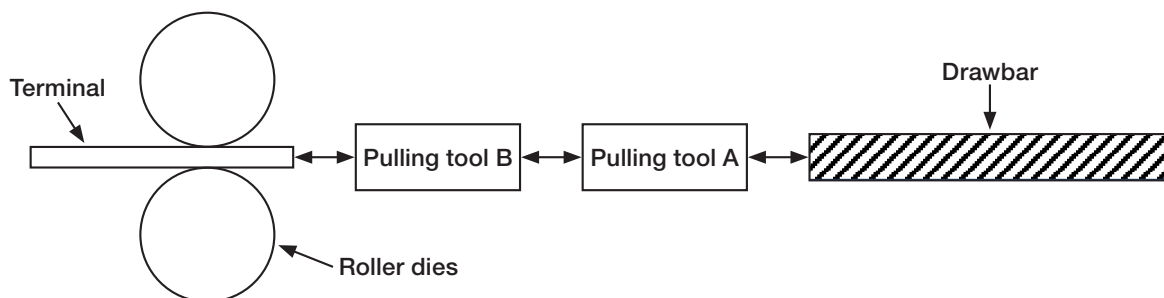 Drawbar
Terminal
Pulling tool B
Pulling tool A
Roller dies